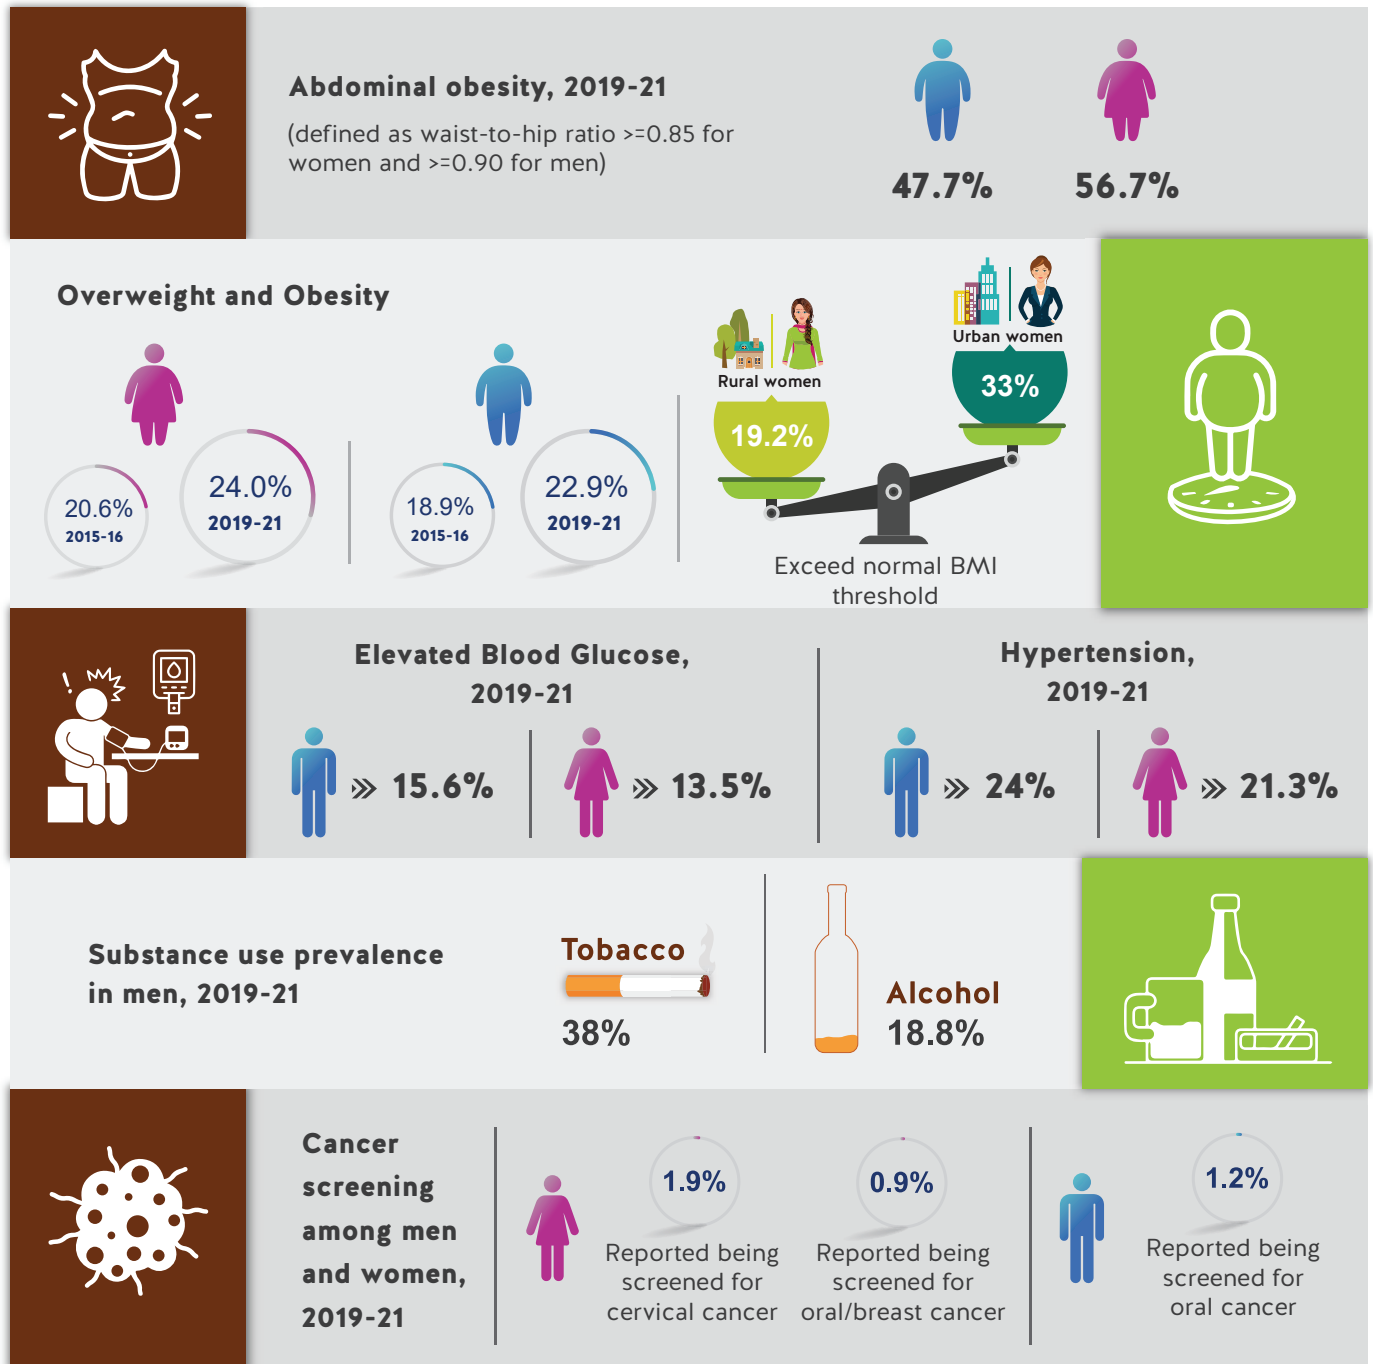 Abdominal obesity, 2019-21
(defined as waist-to-hip ratio >=0.85 for
women and >=0.90 for men)
47.7%
56.7%
Overweight and Obesity
20.6%
2015-16
24.0%
2019-21
18.9%
2015-16
22.9%
2019-21
Rural women
19.2%
Urban women
33%
Exceed normal BMI
threshold
Elevated Blood Glucose,
2019-21
15.6%
13.5%
Hypertension,
2019-21
24%
21.3%
Substance use prevalence
in men, 2019-21
Tobacco
38%
Alcohol
18.8%
Cancer
screening
among men
and women,
2019-21
1.9%
Reported being
screened for
cervical cancer
0.9%
Reported being
screened for
oral/breast cancer
1.2%
Reported being
screened for
oral cancer